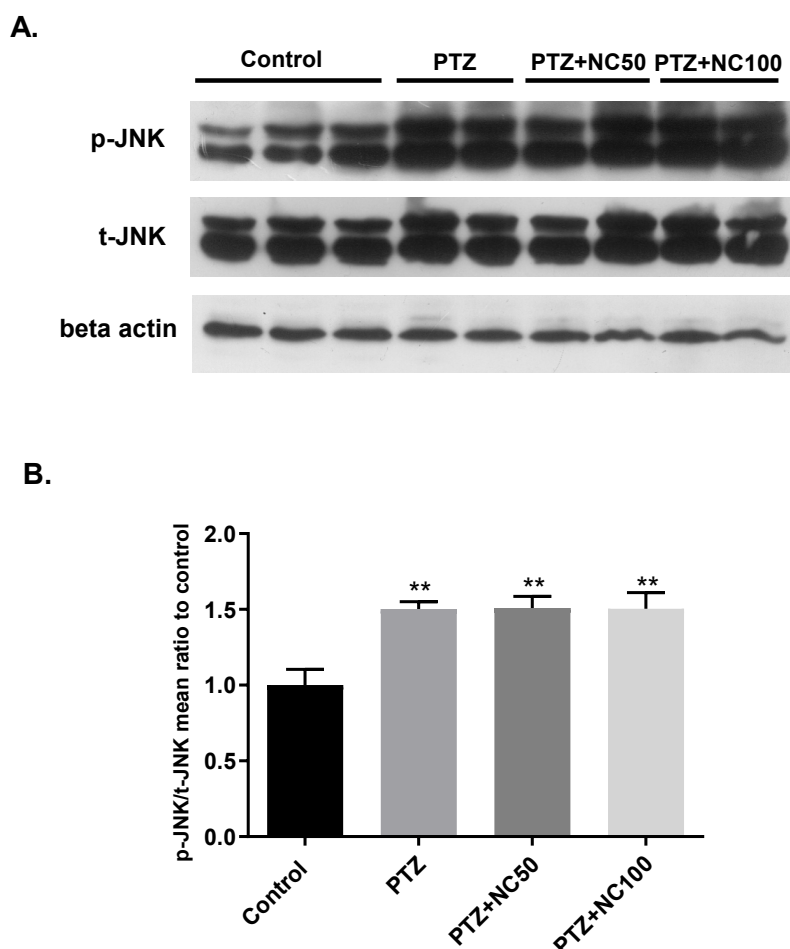 A.
Control PTZ PTZ+NC50 PTZ+NC100
p-JNK
t-JNK
beta actin
B.
p-JNK/t-JNK mean ratio to control
2.0
1.5
1.0
0.5
0.0
** ** **
Control PTZ PTZ+NC50 PTZ+NC100